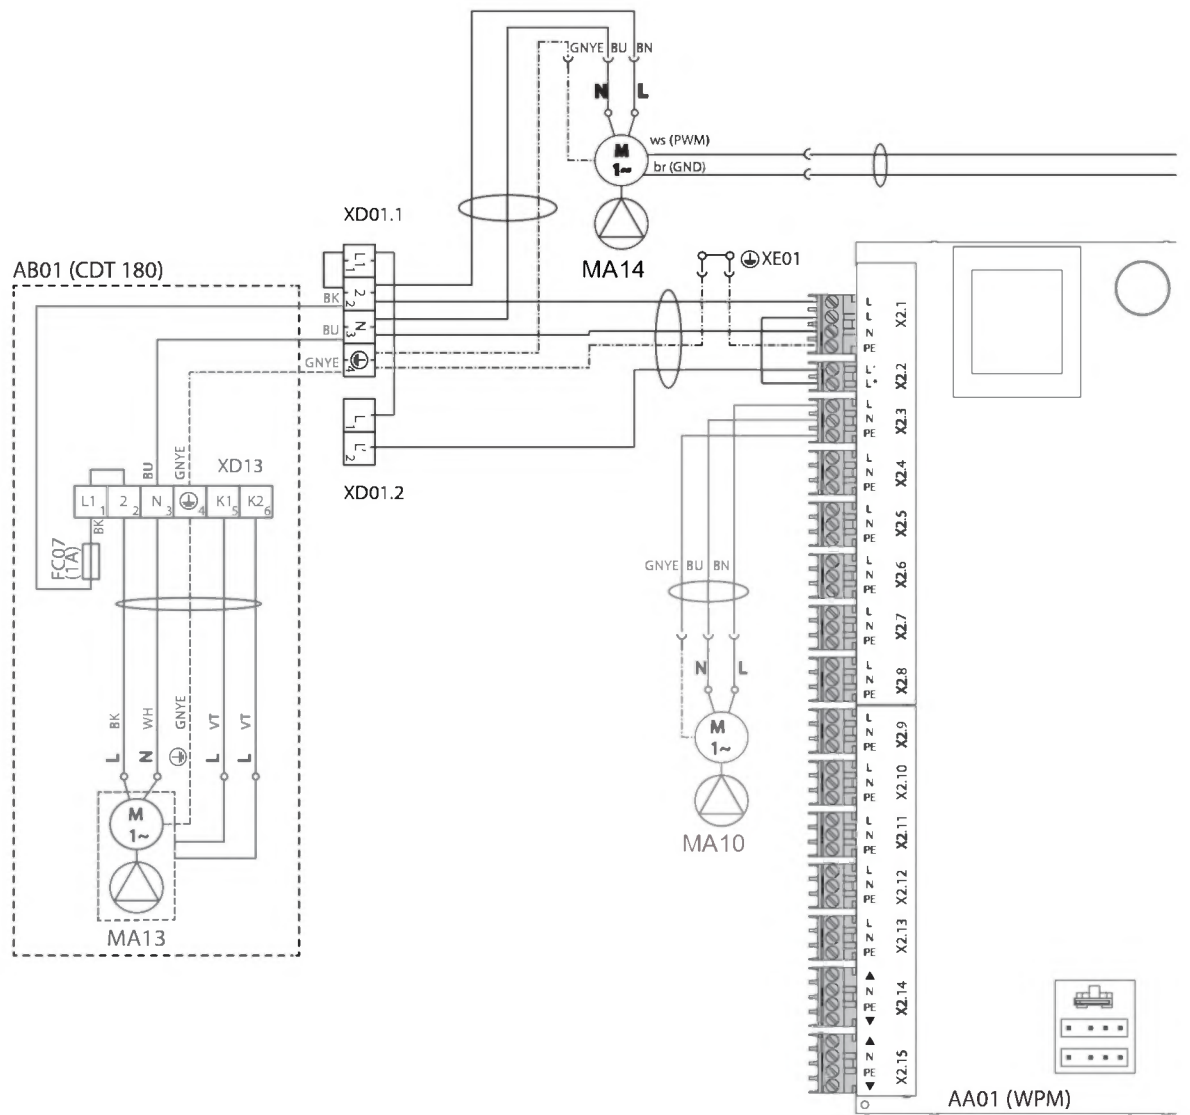 GNYE BU BN
N L
M
1~
ws (PWM)
br (GND)
MA14
XD01.1
L1 1
2 2
N 3
4
BK
BU
GNYE
XE01
AB01 (CDT 180)
L 1
L' 2
XD01.2
BU
GNYE
XD13
L1 1
2 2
N 3
4
K1 5
K2 6
BK
FC07
(1A)
BK
WH
GNYE
VT
VT
L
N
L
L
M
1~
MA13
GNYE BU BN
N L
M
1~
MA10
L
L
N
PE
X2.1
L'
L*
X2.2
L
N
PE
X2.3
L
N
PE
X2.4
L
N
PE
X2.5
L
N
PE
X2.6
L
N
PE
X2.7
L
N
PE
X2.8
L
N
PE
X2.9
L
N
PE
X2.10
L
N
PE
X2.11
L
N
PE
X2.12
L
N
PE
X2.13
▲
N
PE
▼
X2.14
▲
N
PE
▼
X2.15
AA01 (WPM)